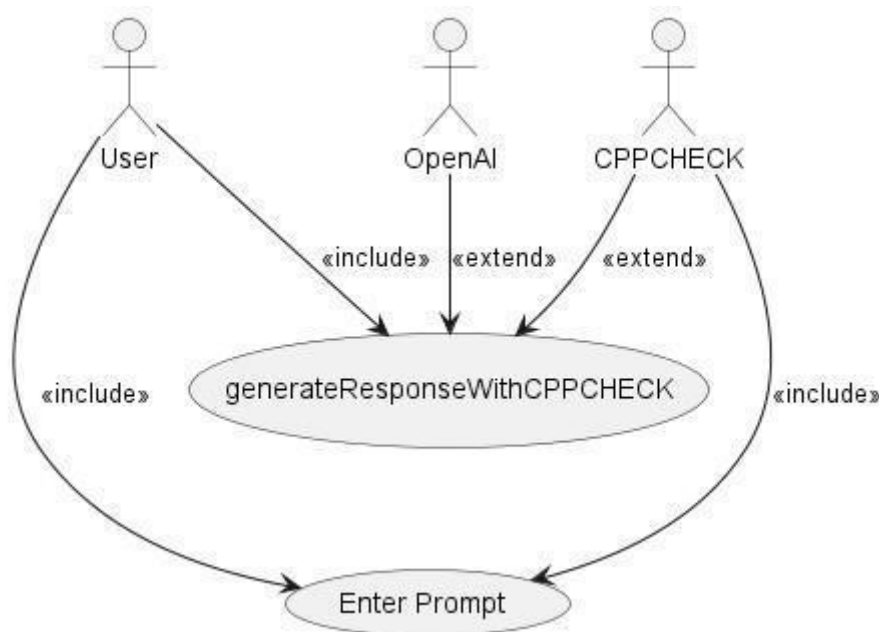 User
OpenAI
CPPCHECK
«include»
«extend»
«extend»
generateResponseWithCPPCHECK
«include»
«include»
Enter Prompt